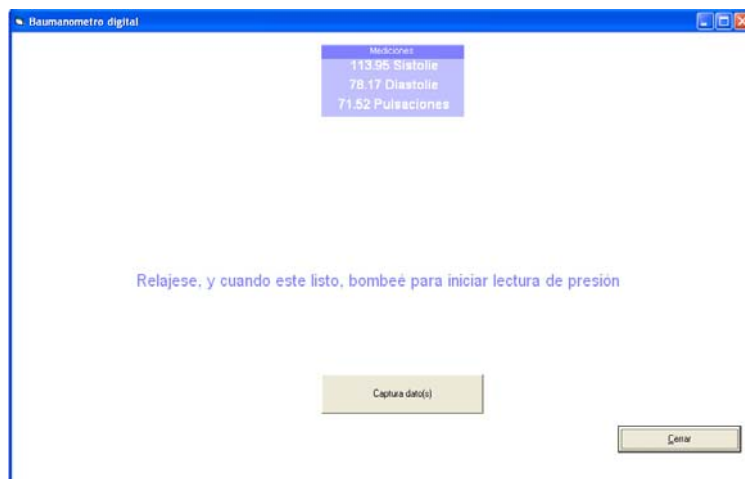 Baumanometro digital
Mediciones
113.95 Sistolie
78.17 Diastolie
71.52 Pulsaciones
Relajese, y cuando este listo, bombeé para iniciar lectura de presión
Captura dato(s)
Cerrar